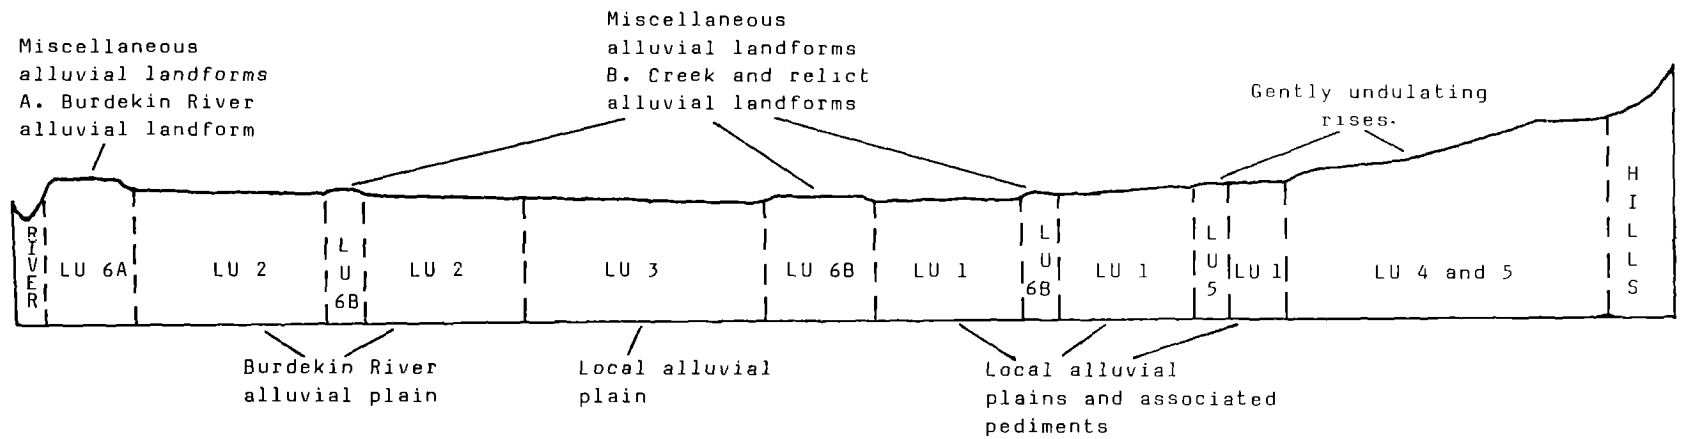 Miscellaneous
alluvial landforms
A. Burdekin River
alluvial landform
Miscellaneous
alluvial landforms
B. Creek and relict
alluvial landforms
Gently undulating
rises.
RIVER
LU 6A
LU 2
LU 6B
LU 2
LU 3
LU 6B
LU 1
LU 6B
LU 1
LU 5
LU 1
LU 4 and 5
HILLS
Burdekin River
alluvial plain
Local alluvial
plain
Local alluvial
plains and associated
pediments